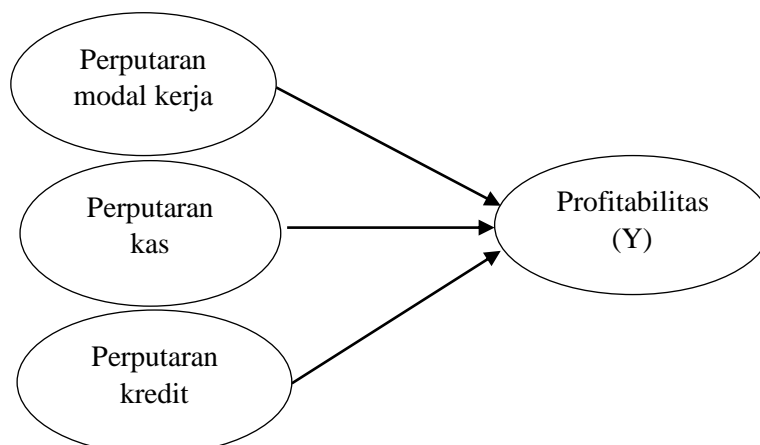 Perputaran
modal kerja
Perputaran
kas
Perputaran
kredit
Profitabilitas
(Y)